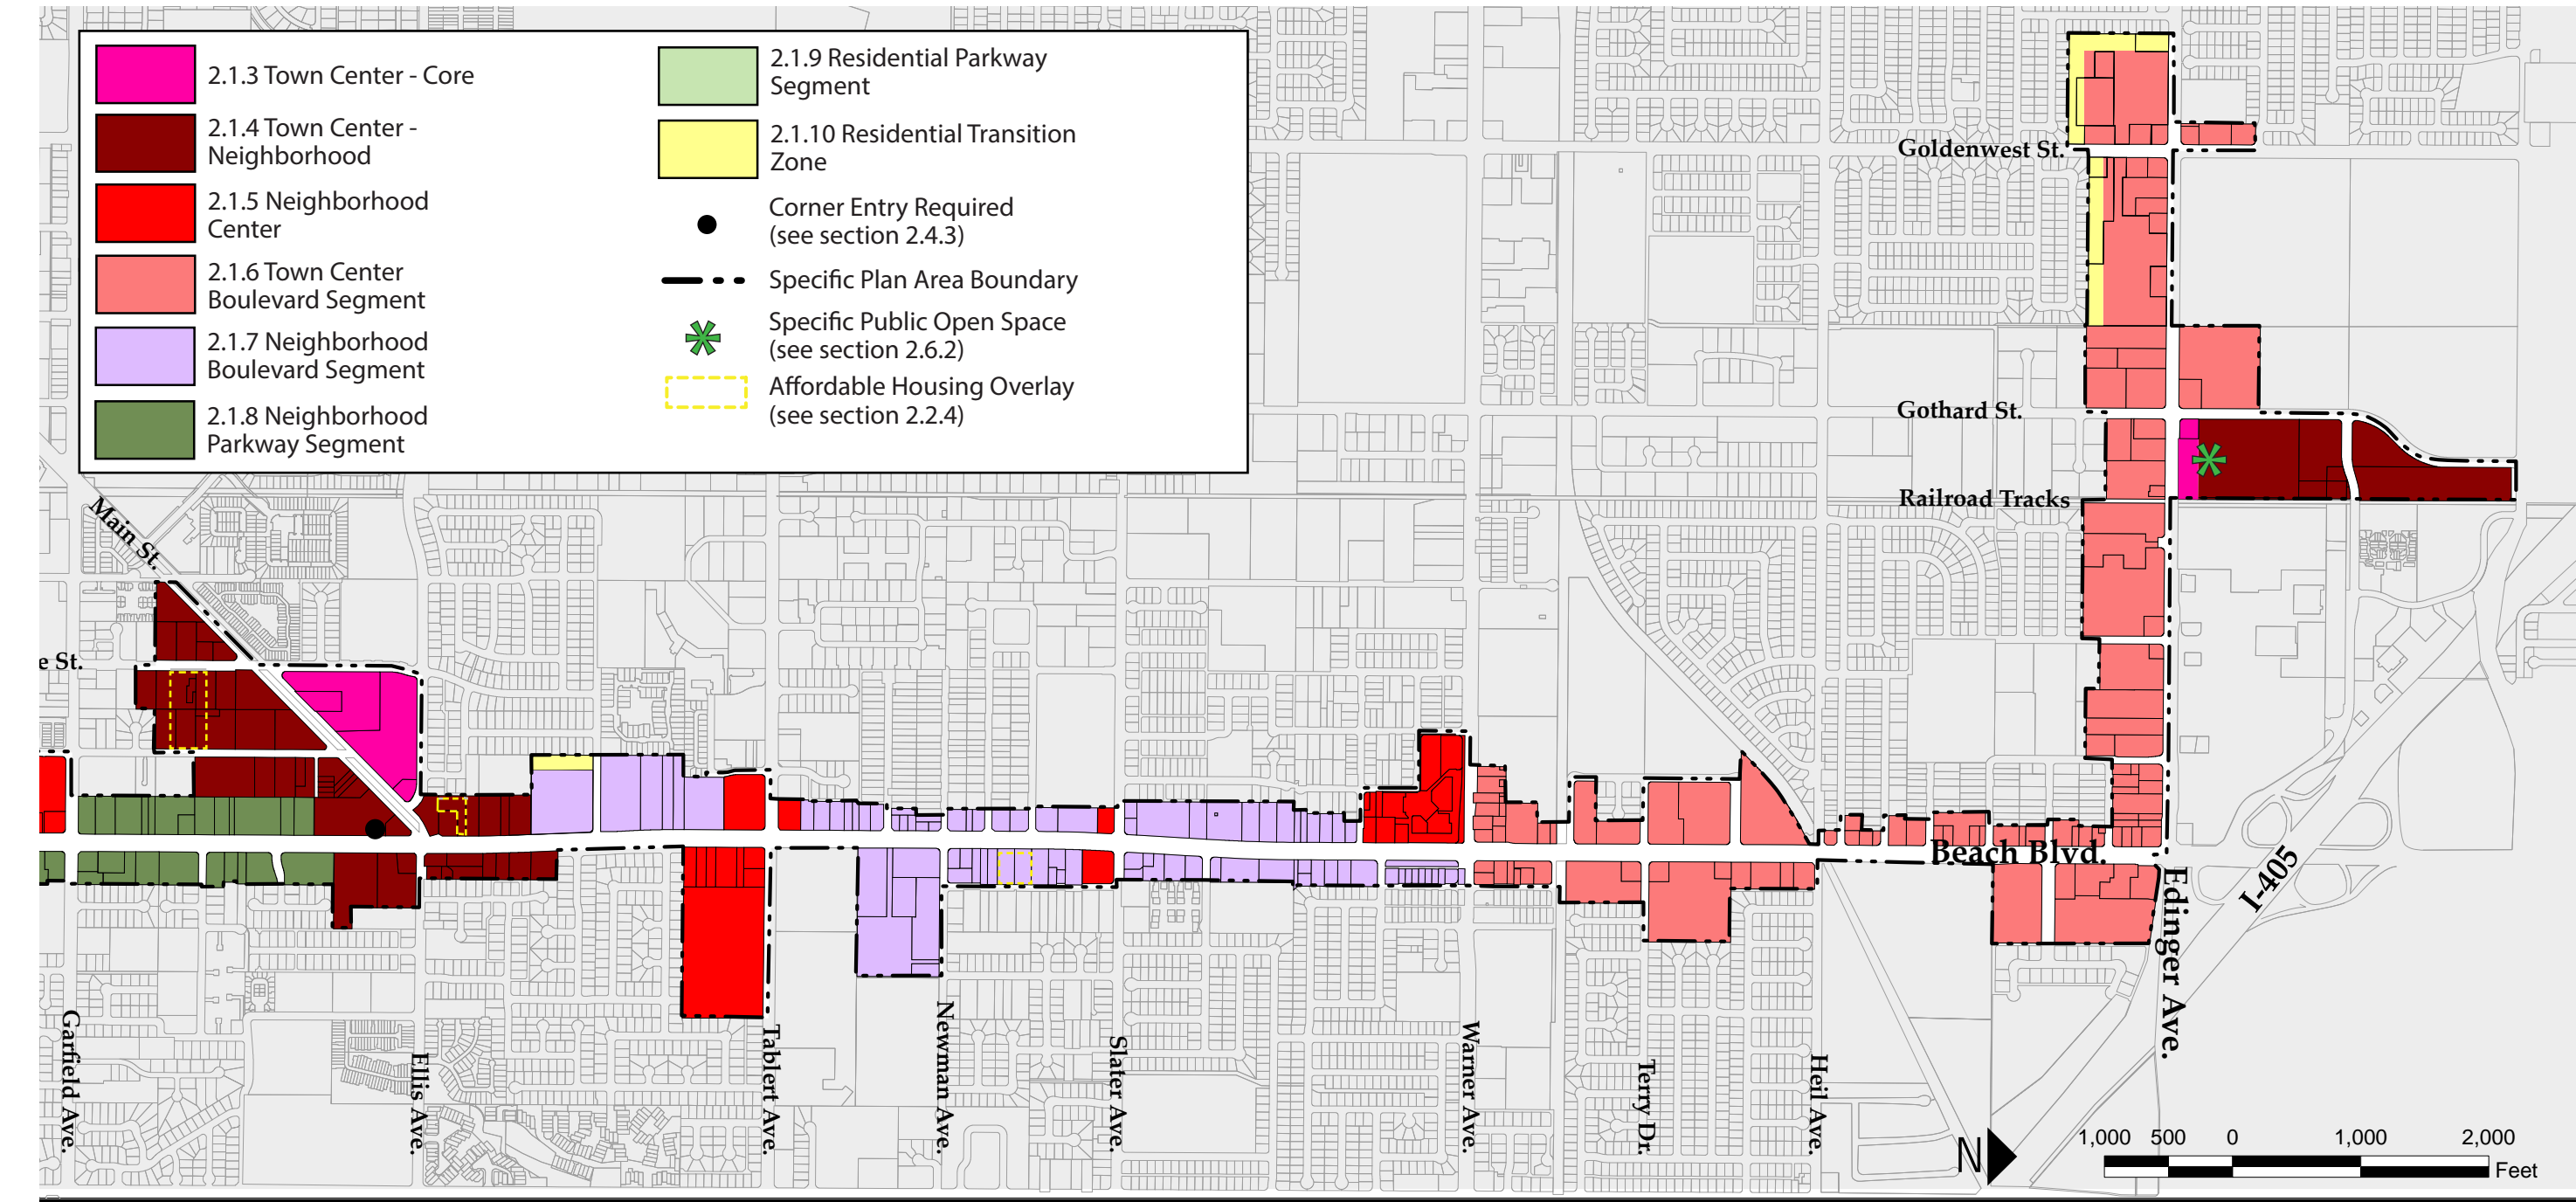 2.1.3 Town Center - Core
2.1.4 Town Center -
Neighborhood
2.1.5 Neighborhood
Center
2.1.6 Town Center
Boulevard Segment
2.1.7 Neighborhood
Boulevard Segment
2.1.8 Neighborhood
Parkway Segment
2.1.9 Residential Parkway
Segment
2.1.10 Residential Transition
Zone
Corner Entry Required
(see section 2.4.3)
Specific Plan Area Boundary
Specific Public Open Space
(see section 2.6.2)
Affordable Housing Overlay
(see section 2.2.4)
Goldenwest St.
Gothard St.
Railroad Tracks
Main St.
e St.
Beach Blvd.
I-405
Edinger Ave.
Garfield Ave.
Ellis Ave.
Tablert Ave.
Newman Ave.
Slater Ave.
Warner Ave.
Terry Dr.
Heil Ave.
N
1,000 500 0 1,000 2,000
Feet